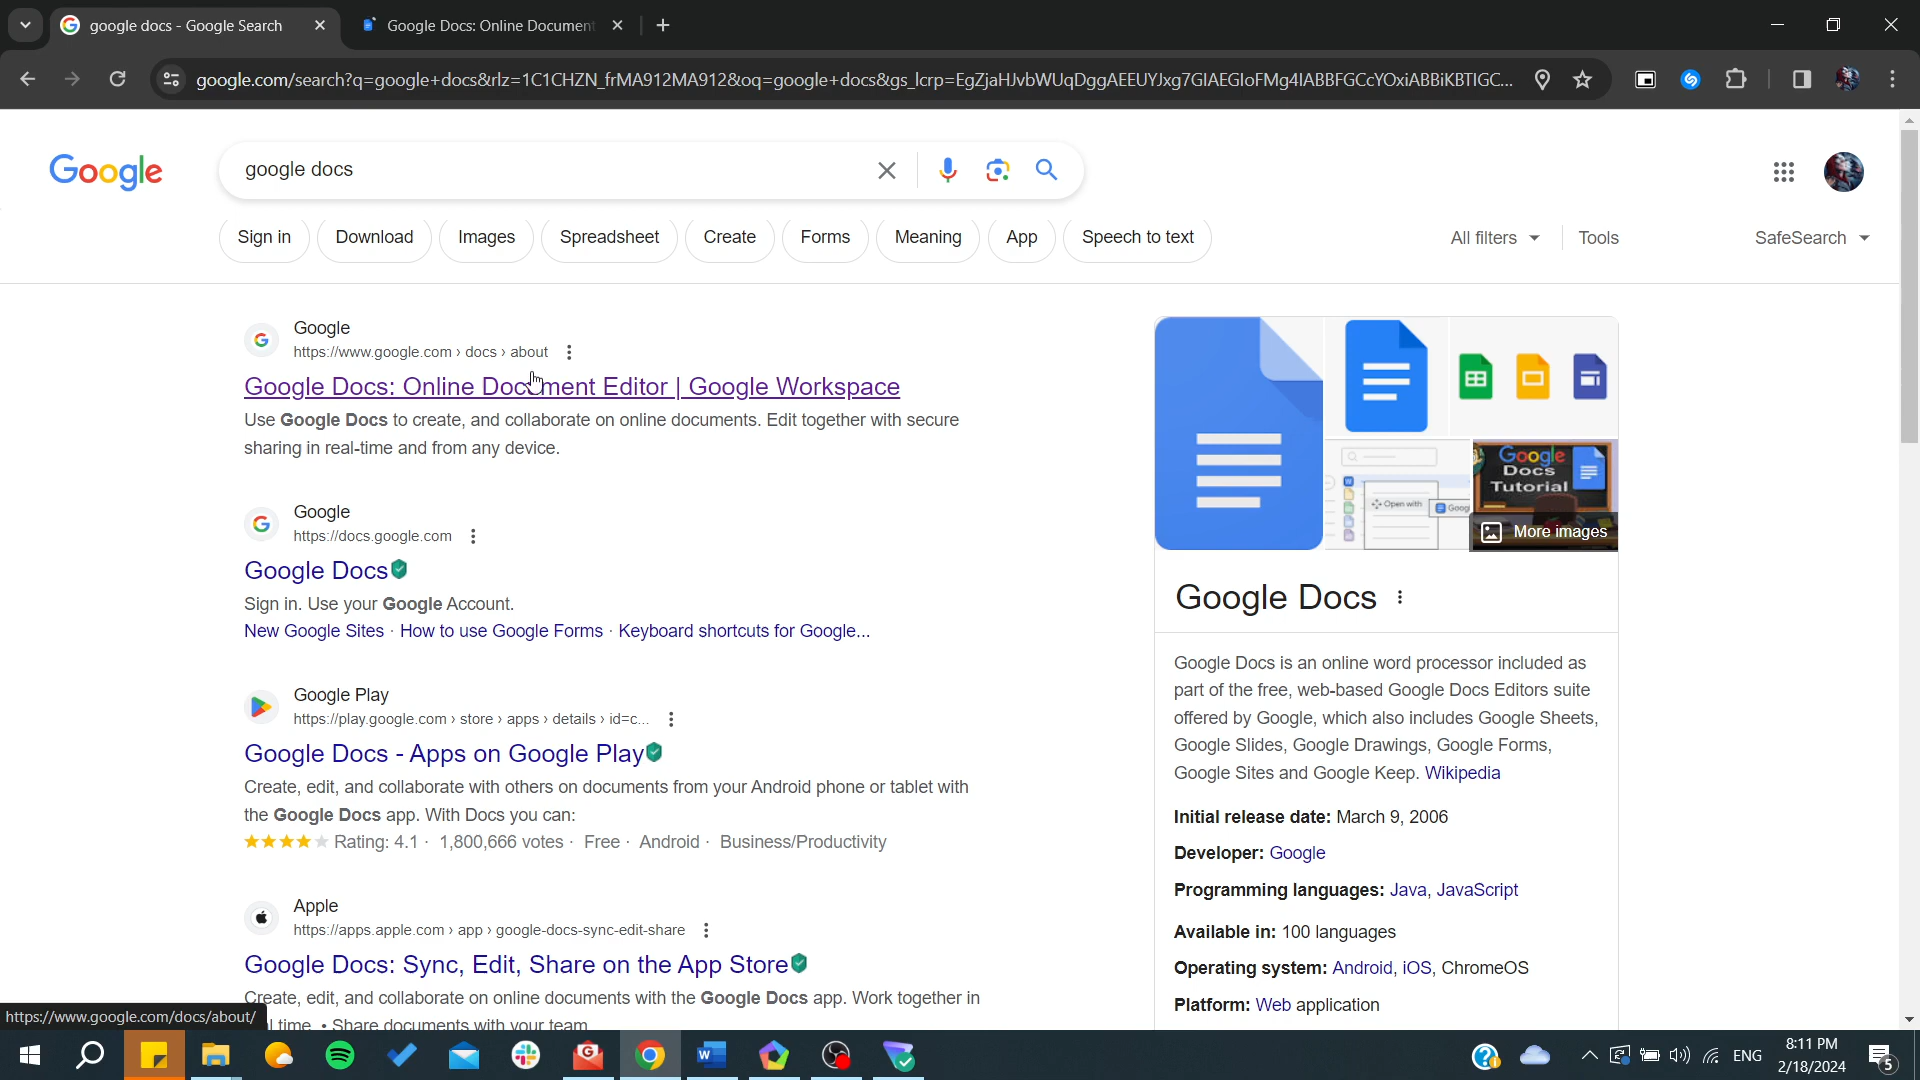 google docs - Google Search
Google Docs: Online Document
google.com/search?q=google+docs&rlz=1C1CHZN_frMA912MA912&oq=google+docs&gs_lcrp=EgZjaHJvbWUqDggAEEUYJxg7GIAEGIoFMg4IABBFGCcYOxiABBiKBTIGC...
Google
google docs
Sign in
Download
Images
Spreadsheet
Create
Forms
Meaning
App
Speech to text
All filters
Tools
SafeSearch
Google
https://www.google.com › docs › about
Google Docs: Online Document Editor | Google Workspace
Use Google Docs to create, and collaborate on online documents. Edit together with secure
sharing in real-time and from any device.
Google
https://docs.google.com
Google Docs
Sign in. Use your Google Account.
New Google Sites · How to use Google Forms · Keyboard shortcuts for Google...
Google Play
https://play.google.com › store › apps › details › id=c...
Google Docs - Apps on Google Play
Create, edit, and collaborate with others on documents from your Android phone or tablet with
the Google Docs app. With Docs you can:
Rating: 4.1 · 1,800,666 votes · Free · Android · Business/Productivity
Apple
https://apps.apple.com › app › google-docs-sync-edit-share
Google Docs: Sync, Edit, Share on the App Store
Create, edit, and collaborate on online documents with the Google Docs app. Work together in
time. • Share documents with your team
https://www.google.com/docs/about/
Open with
Goog
Google
Docs
Tutorial
More images
Google Docs
Google Docs is an online word processor included as
part of the free, web-based Google Docs Editors suite
offered by Google, which also includes Google Sheets,
Google Slides, Google Drawings, Google Forms,
Google Sites and Google Keep. Wikipedia
Initial release date: March 9, 2006
Developer: Google
Programming languages: Java, JavaScript
Available in: 100 languages
Operating system: Android, iOS, ChromeOS
Platform: Web application
ENG
8:11 PM
2/18/2024
5